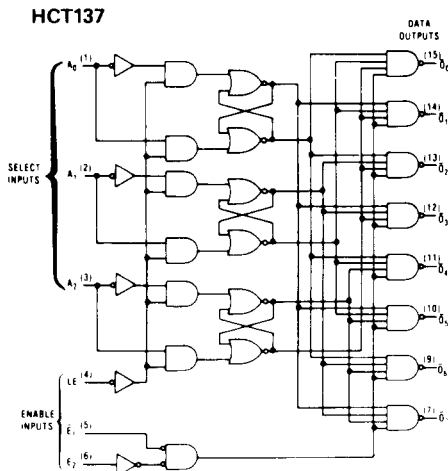 HCT137
DATA
OUTPUTS
A₀ (1)
(15)
Ō₀
(14)
Ō₁
SELECT
INPUTS
A₁ (2)
(13)
Ō₂
(12)
Ō₃
A₂ (3)
(11)
Ō₄
(10)
Ō₅
LE (4)
(9)
Ō₆
ENABLE
INPUTS
E₁ (5)
(7)
E₂ (6)